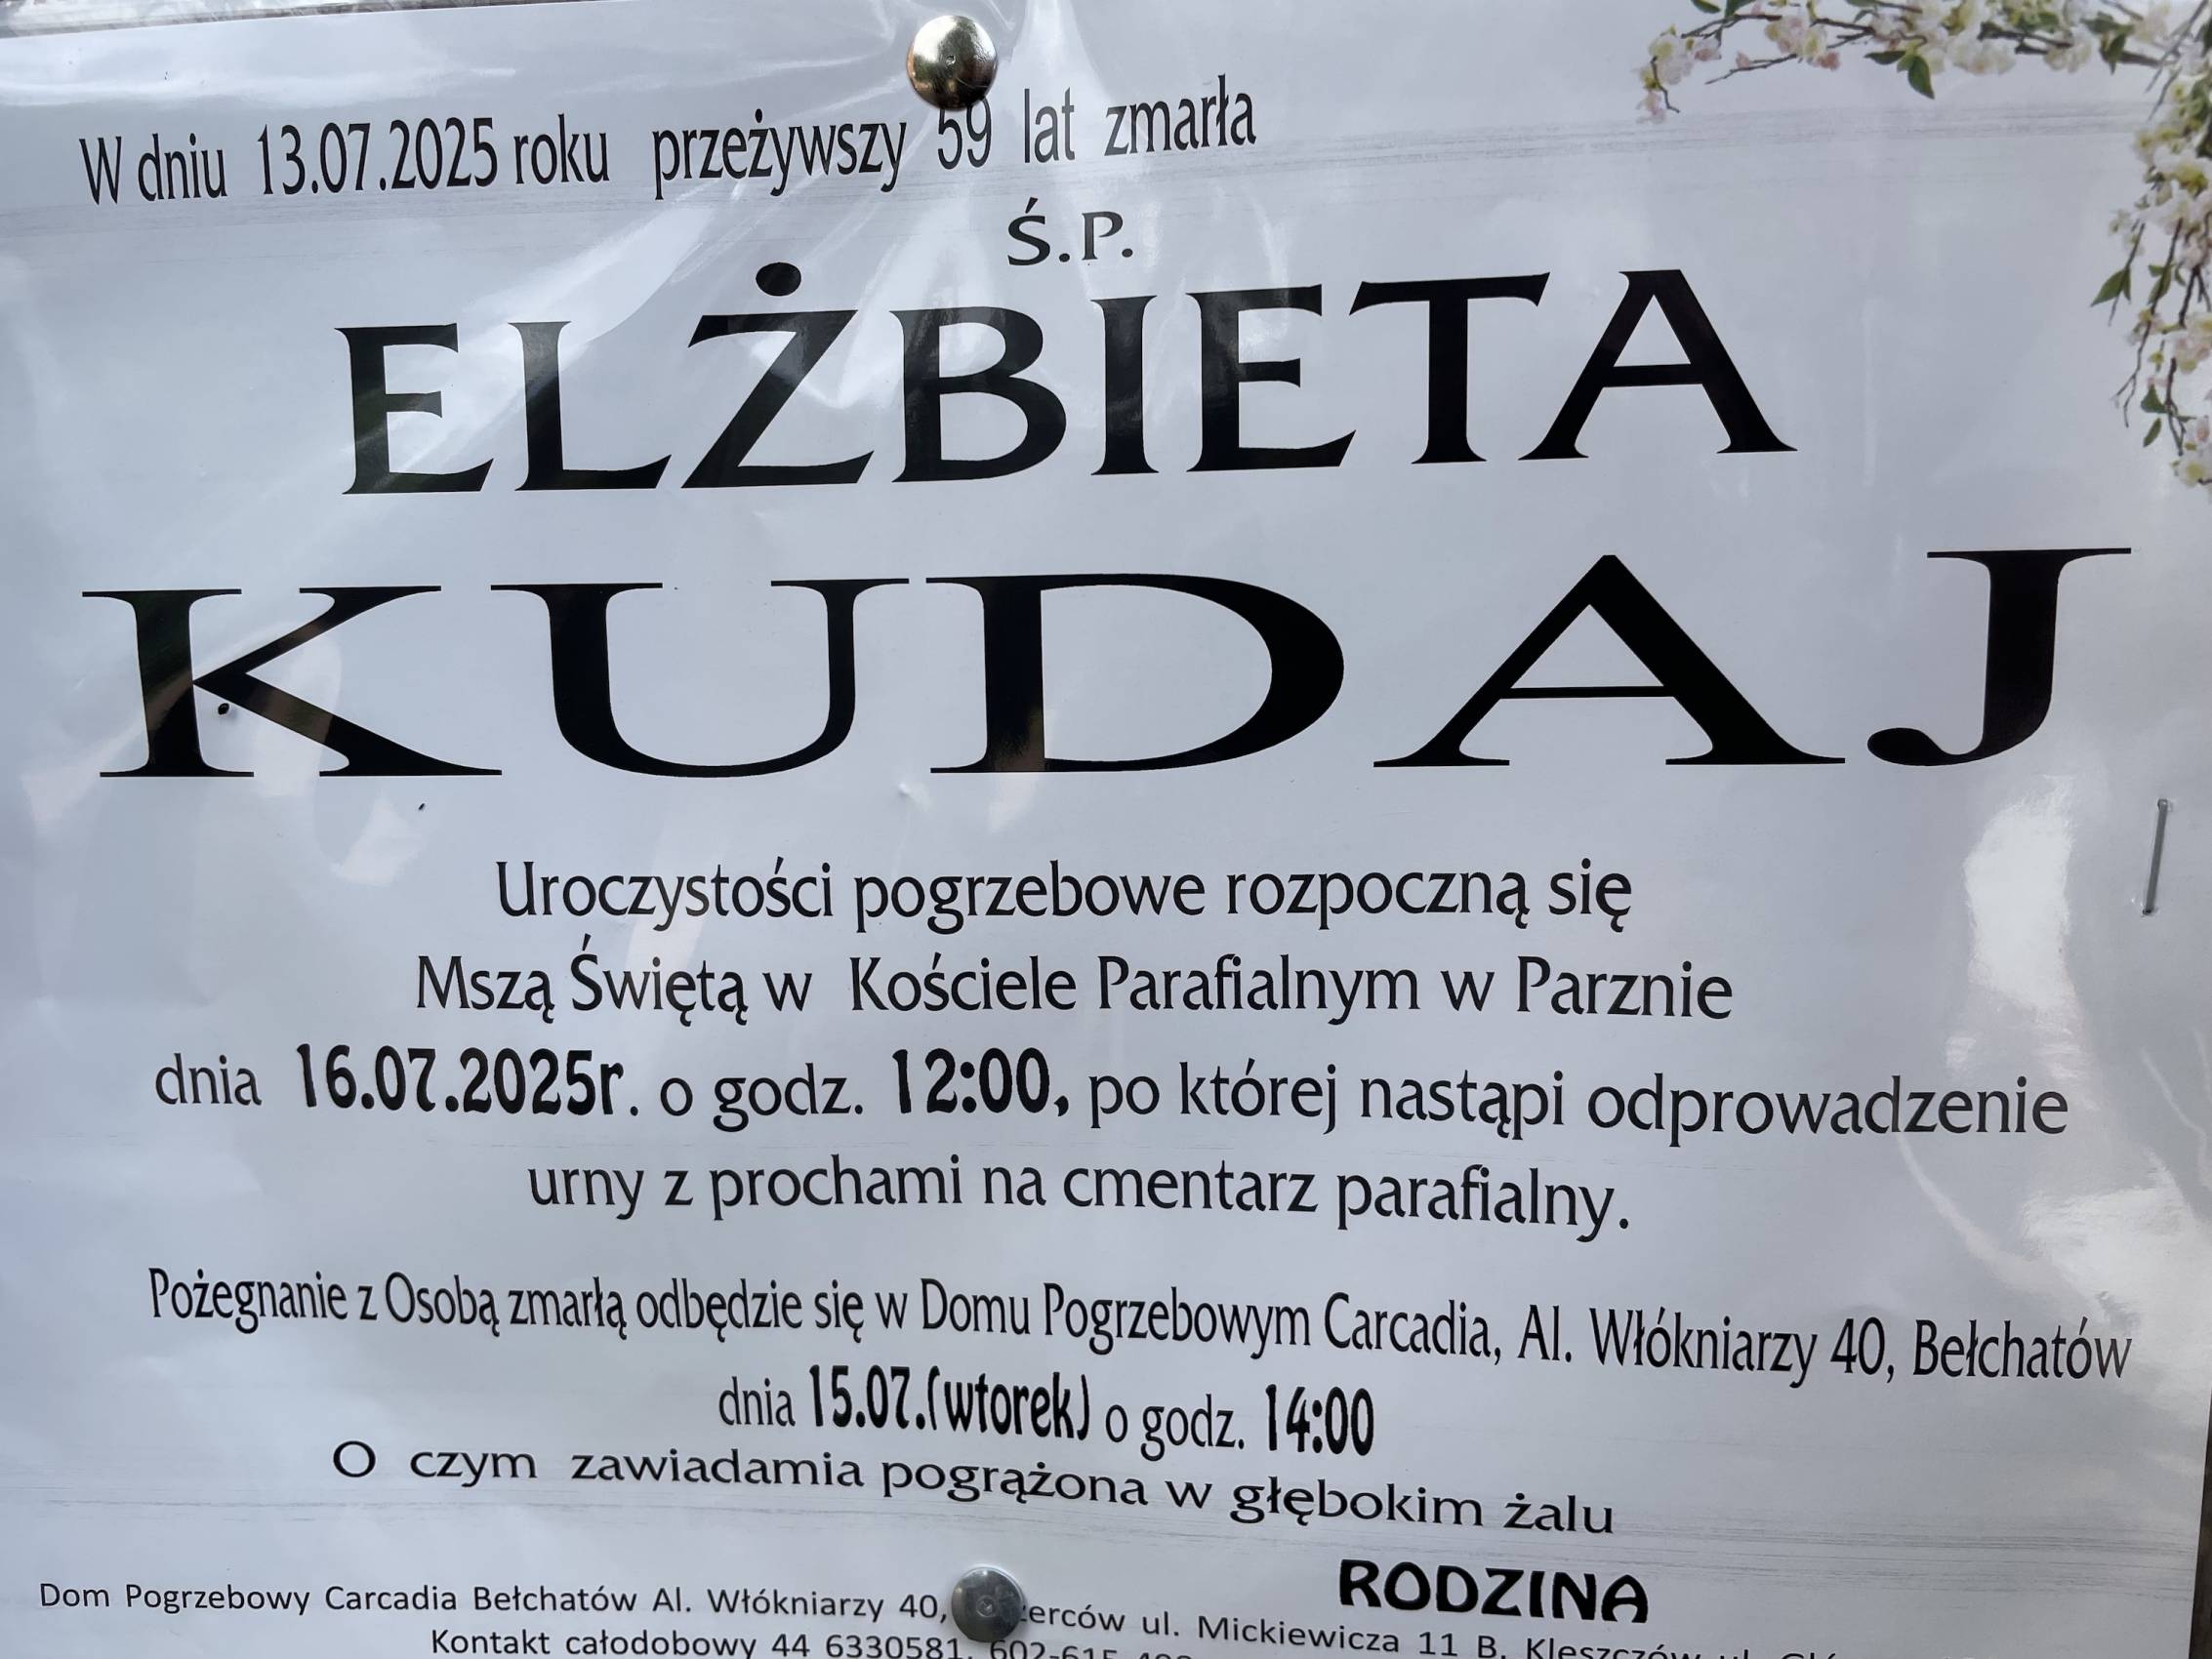 W dniu 13.07.2025 roku przeżywszy 59 lat zmarła
Ś.P.
ELŻBIETA
KUDAJ
Uroczystości pogrzebowe rozpoczną się
Mszą Świętą w Kościele Parafialnym w Parznie
dnia 16.07.2025r. o godz. 12:00, po której nastąpi odprowadzenie
urny z prochami na cmentarz parafialny.
Pożegnanie z Osobą zmarłą odbędzie się w Domu Pogrzebowym Carcadia, Al. Włókniarzy 40, Bełchatów
dnia 15.07.(wtorek) o godz. 14:00
O czym zawiadamia pogrążona w głębokim żalu
RODZINA
Dom Pogrzebowy Carcadia Bełchatów Al. Włókniarzy 40, ul. Mickiewicza 11 B, Kleszczów
Kontakt całodobowy 44 6330581,